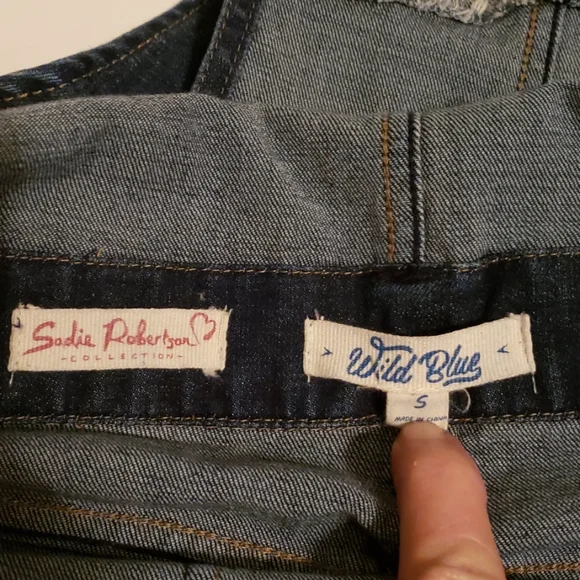 Sadie Robertson
-COLLECTION-
Wild Blue
S
MADE IN CHINA